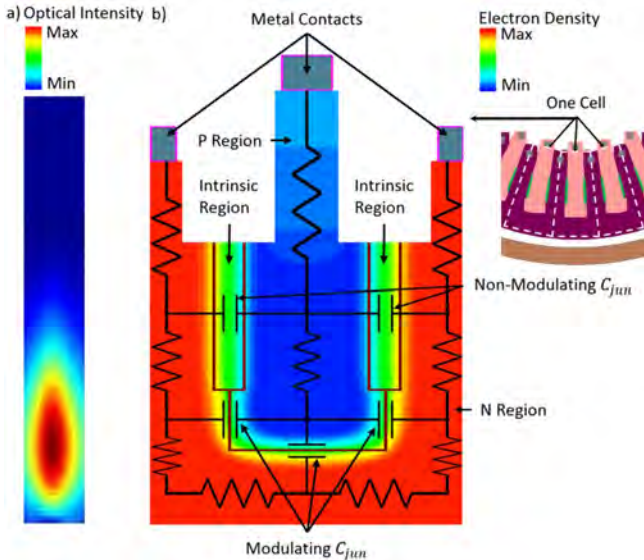 a) Optical Intensity
b)
Metal Contacts
Electron Density
Max
Min
Max
Min
One Cell
P Region
Intrinsic
Region
Intrinsic
Region
Non-Modulating C_jun
N Region
Modulating C_jun